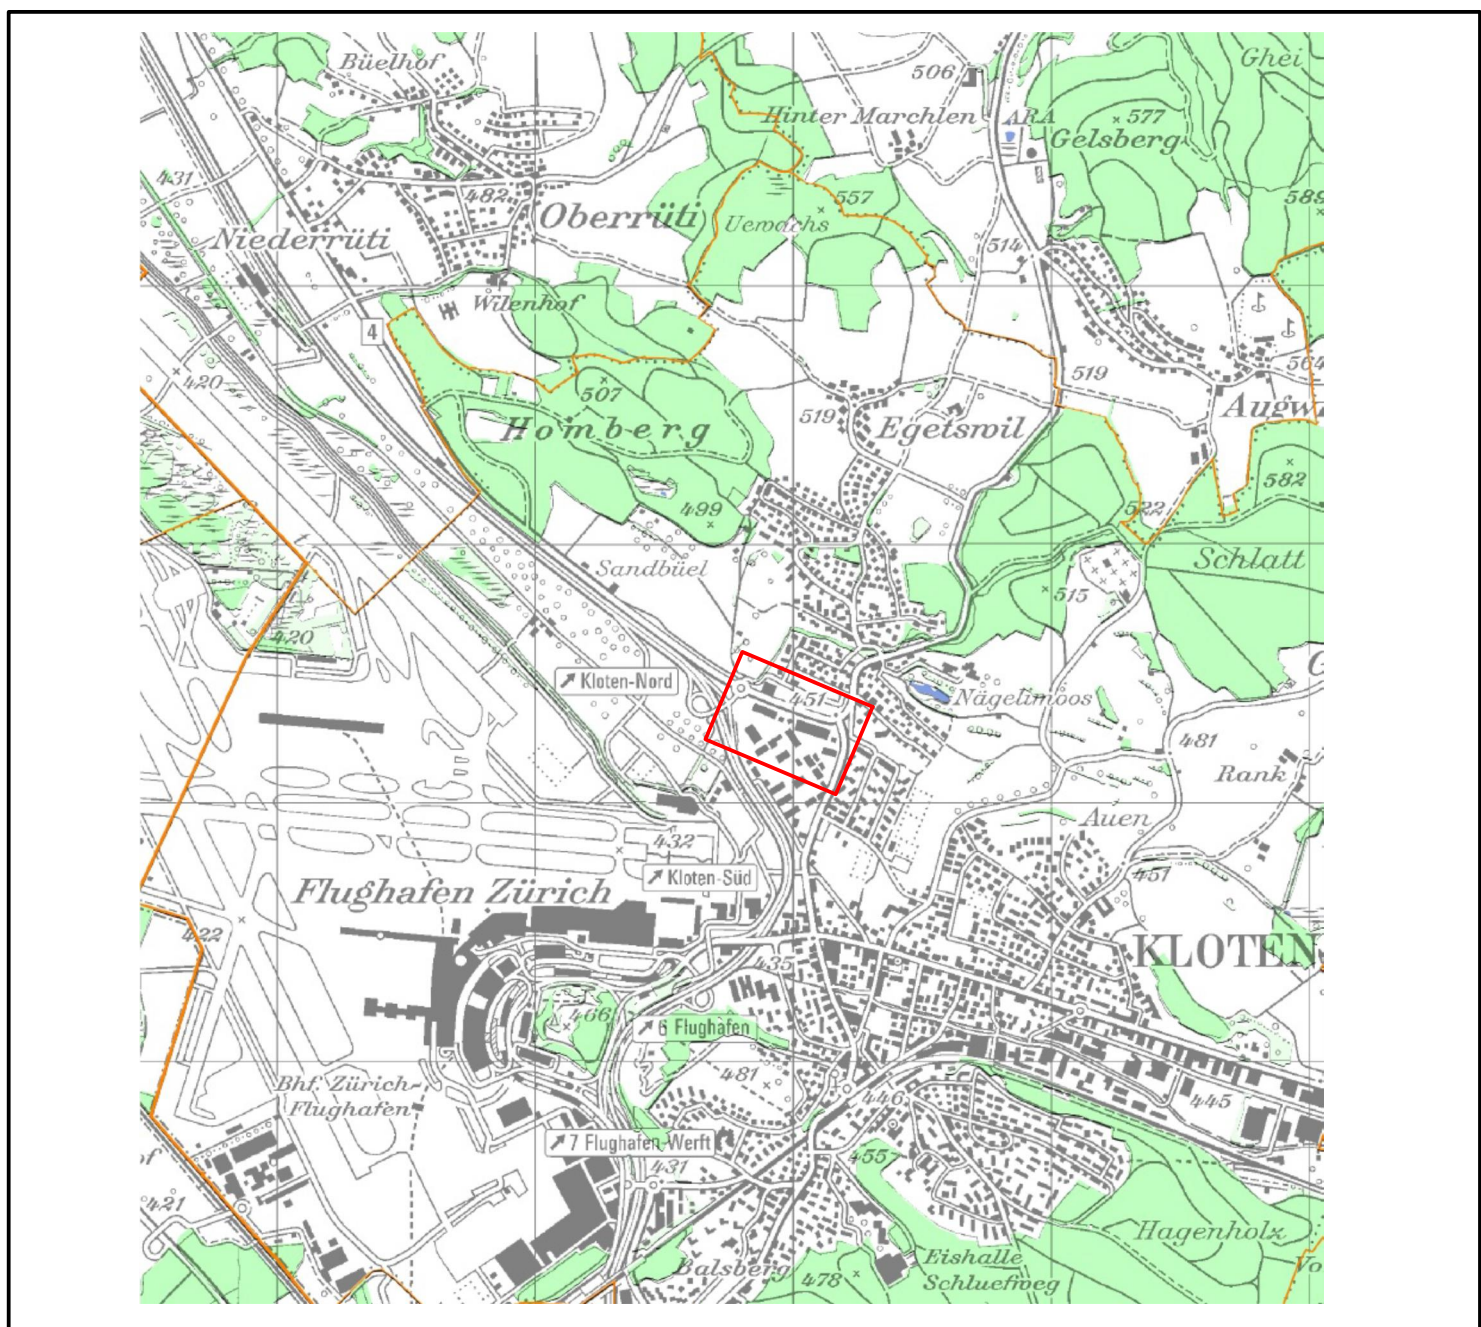 Büelhof
506
Ghei
Hinter Marchlen
ARA
577
Gelsberg
431
482
557
589
Oberrüti
Uerwachs
Niederrüti
514
Wilenhof
4
420
519
564
507
519
Homberg
Egetswil
582
499
522
Sandbüel
Schlatt
515
420
Kloten-Nord
451
Nägelimoos
481
Rank
Auen
432
Kloten-Süd
451
Flughafen Zürich
422
435
KLOTEN
466
6 Flughafen
Bhf. Zürich-
Flughafen
481
446
445
7 Flughafen-Werft
455
431
421
Hagenholz
Eishalle
Schluefweg
Balsberg
478